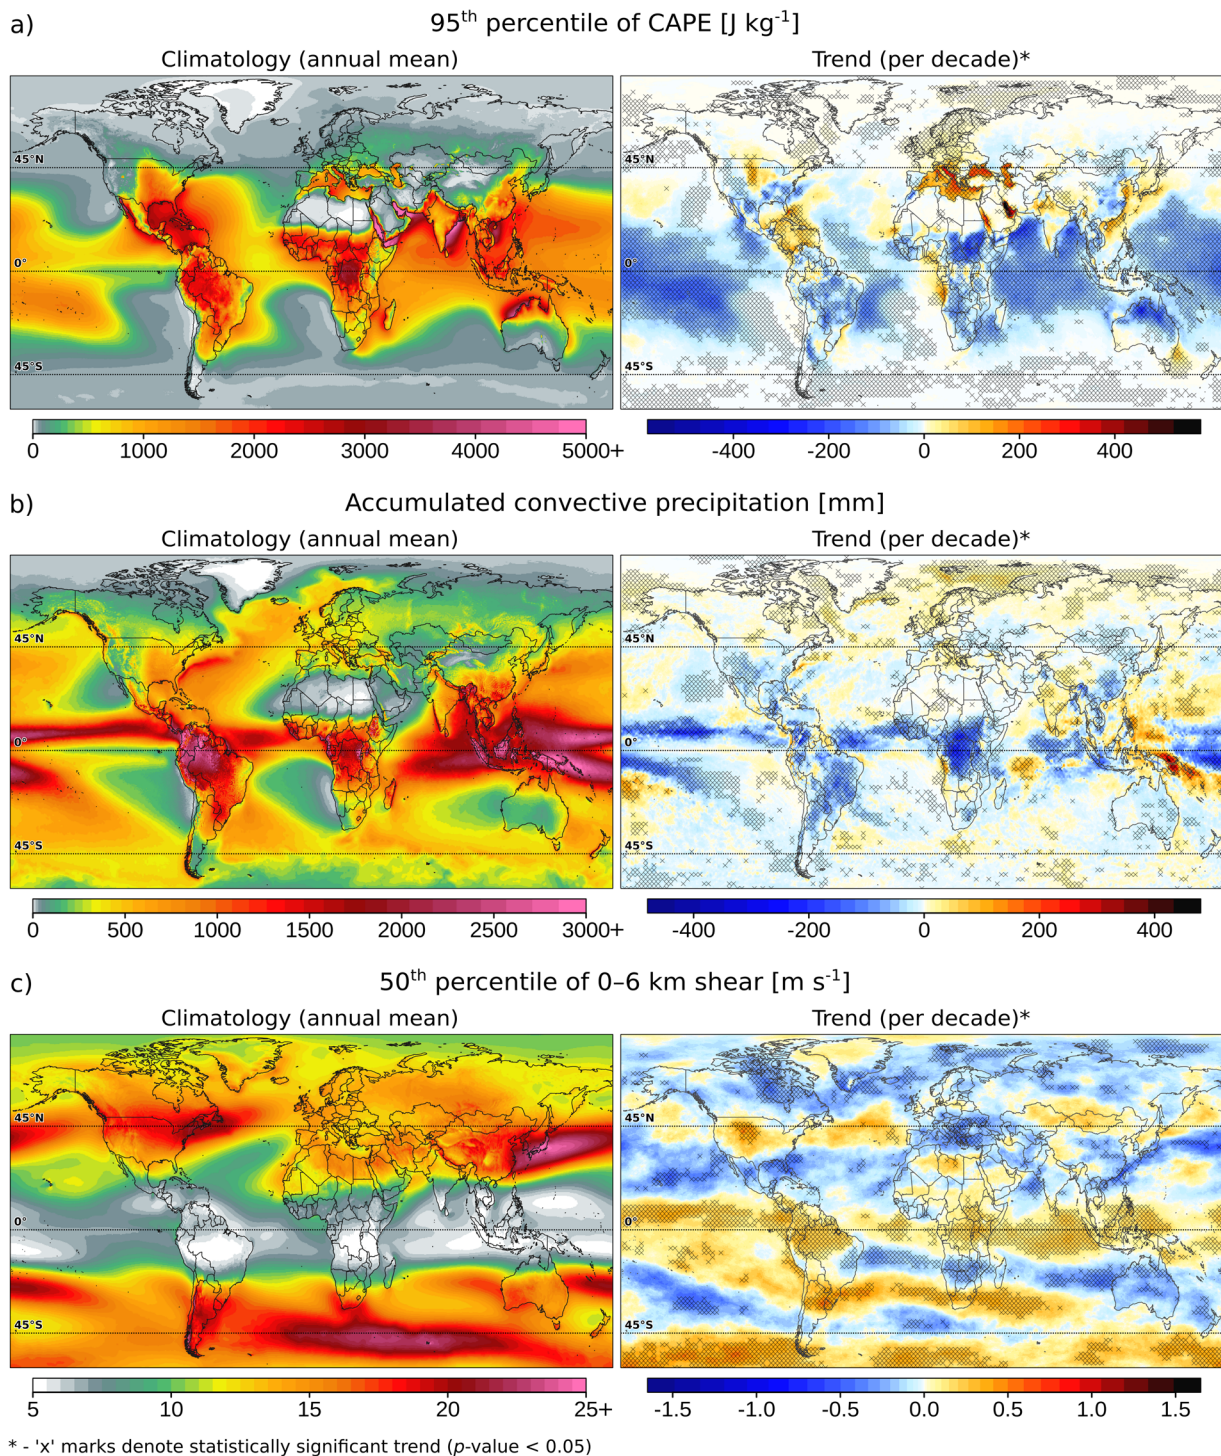 a) 95th percentile of CAPE [J kg-1]
Climatology (annual mean) Trend (per decade)*
45°N 45°N
0° 0°
45°S 45°S
0 1000 2000 3000 4000 5000+ -400 -200 0 200 400
b) Accumulated convective precipitation [mm]
Climatology (annual mean) Trend (per decade)*
45°N 45°N
0° 0°
45°S 45°S
0 500 1000 1500 2000 2500 3000+ -400 -200 0 200 400
c) 50th percentile of 0–6 km shear [m s-1]
Climatology (annual mean) Trend (per decade)*
45°N 45°N
0° 0°
45°S 45°S
5 10 15 20 25+ -1.5 -1.0 -0.5 0.0 0.5 1.0 1.5
* - 'x' marks denote statistically significant trend (p-value < 0.05)